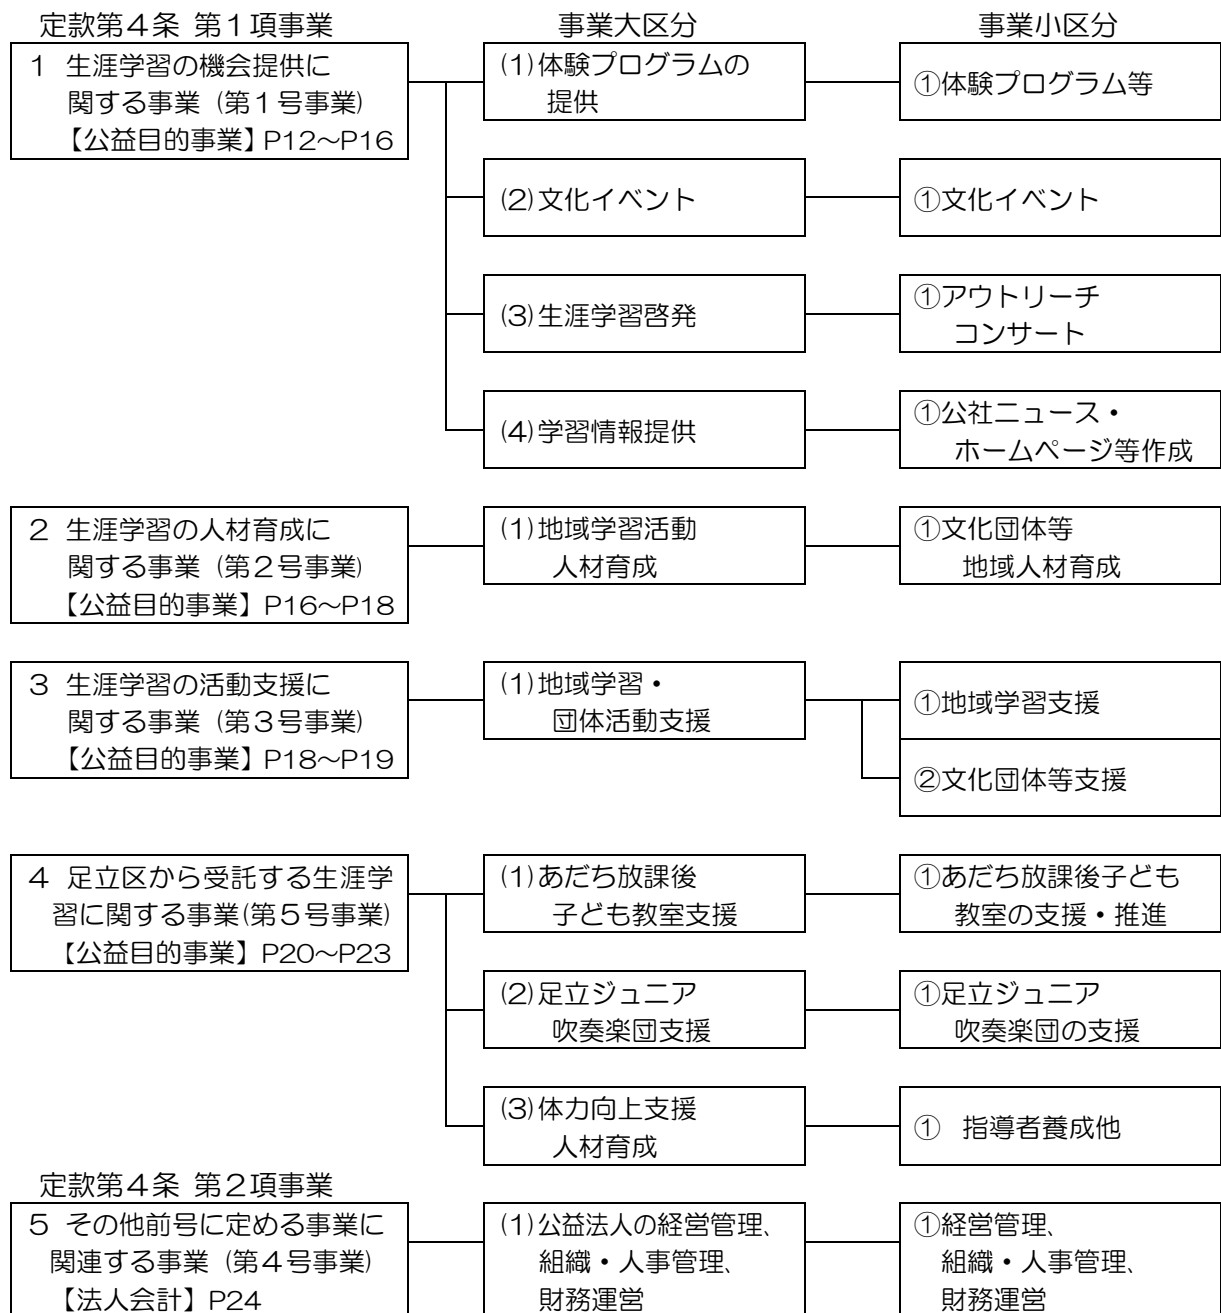 定款第４条 第１項事業
事業大区分
事業小区分
１ 生涯学習の機会提供に
関する事業（第１号事業）
【公益目的事業】P12～P16
(1)体験プログラムの
提供
①体験プログラム等
(2)文化イベント
①文化イベント
(3)生涯学習啓発
①アウトリーチ
コンサート
(4)学習情報提供
①公社ニュース・
ホームページ等作成
２ 生涯学習の人材育成に
関する事業（第２号事業）
【公益目的事業】P16～P18
(1)地域学習活動
人材育成
①文化団体等
地域人材育成
３ 生涯学習の活動支援に
関する事業（第３号事業）
【公益目的事業】P18～P19
(1)地域学習・
団体活動支援
①地域学習支援
②文化団体等支援
４ 足立区から受託する生涯学
習に関する事業(第５号事業)
【公益目的事業】P20～P23
(1)あだち放課後
子ども教室支援
①あだち放課後子ども
教室の支援・推進
(2)足立ジュニア
吹奏楽団支援
①足立ジュニア
吹奏楽団の支援
(3)体力向上支援
人材育成
① 指導者養成他
定款第４条 第２項事業
５ その他前号に定める事業に
関連する事業（第４号事業）
【法人会計】P24
(1)公益法人の経営管理、
組織・人事管理、
財務運営
①経営管理、
組織・人事管理、
財務運営